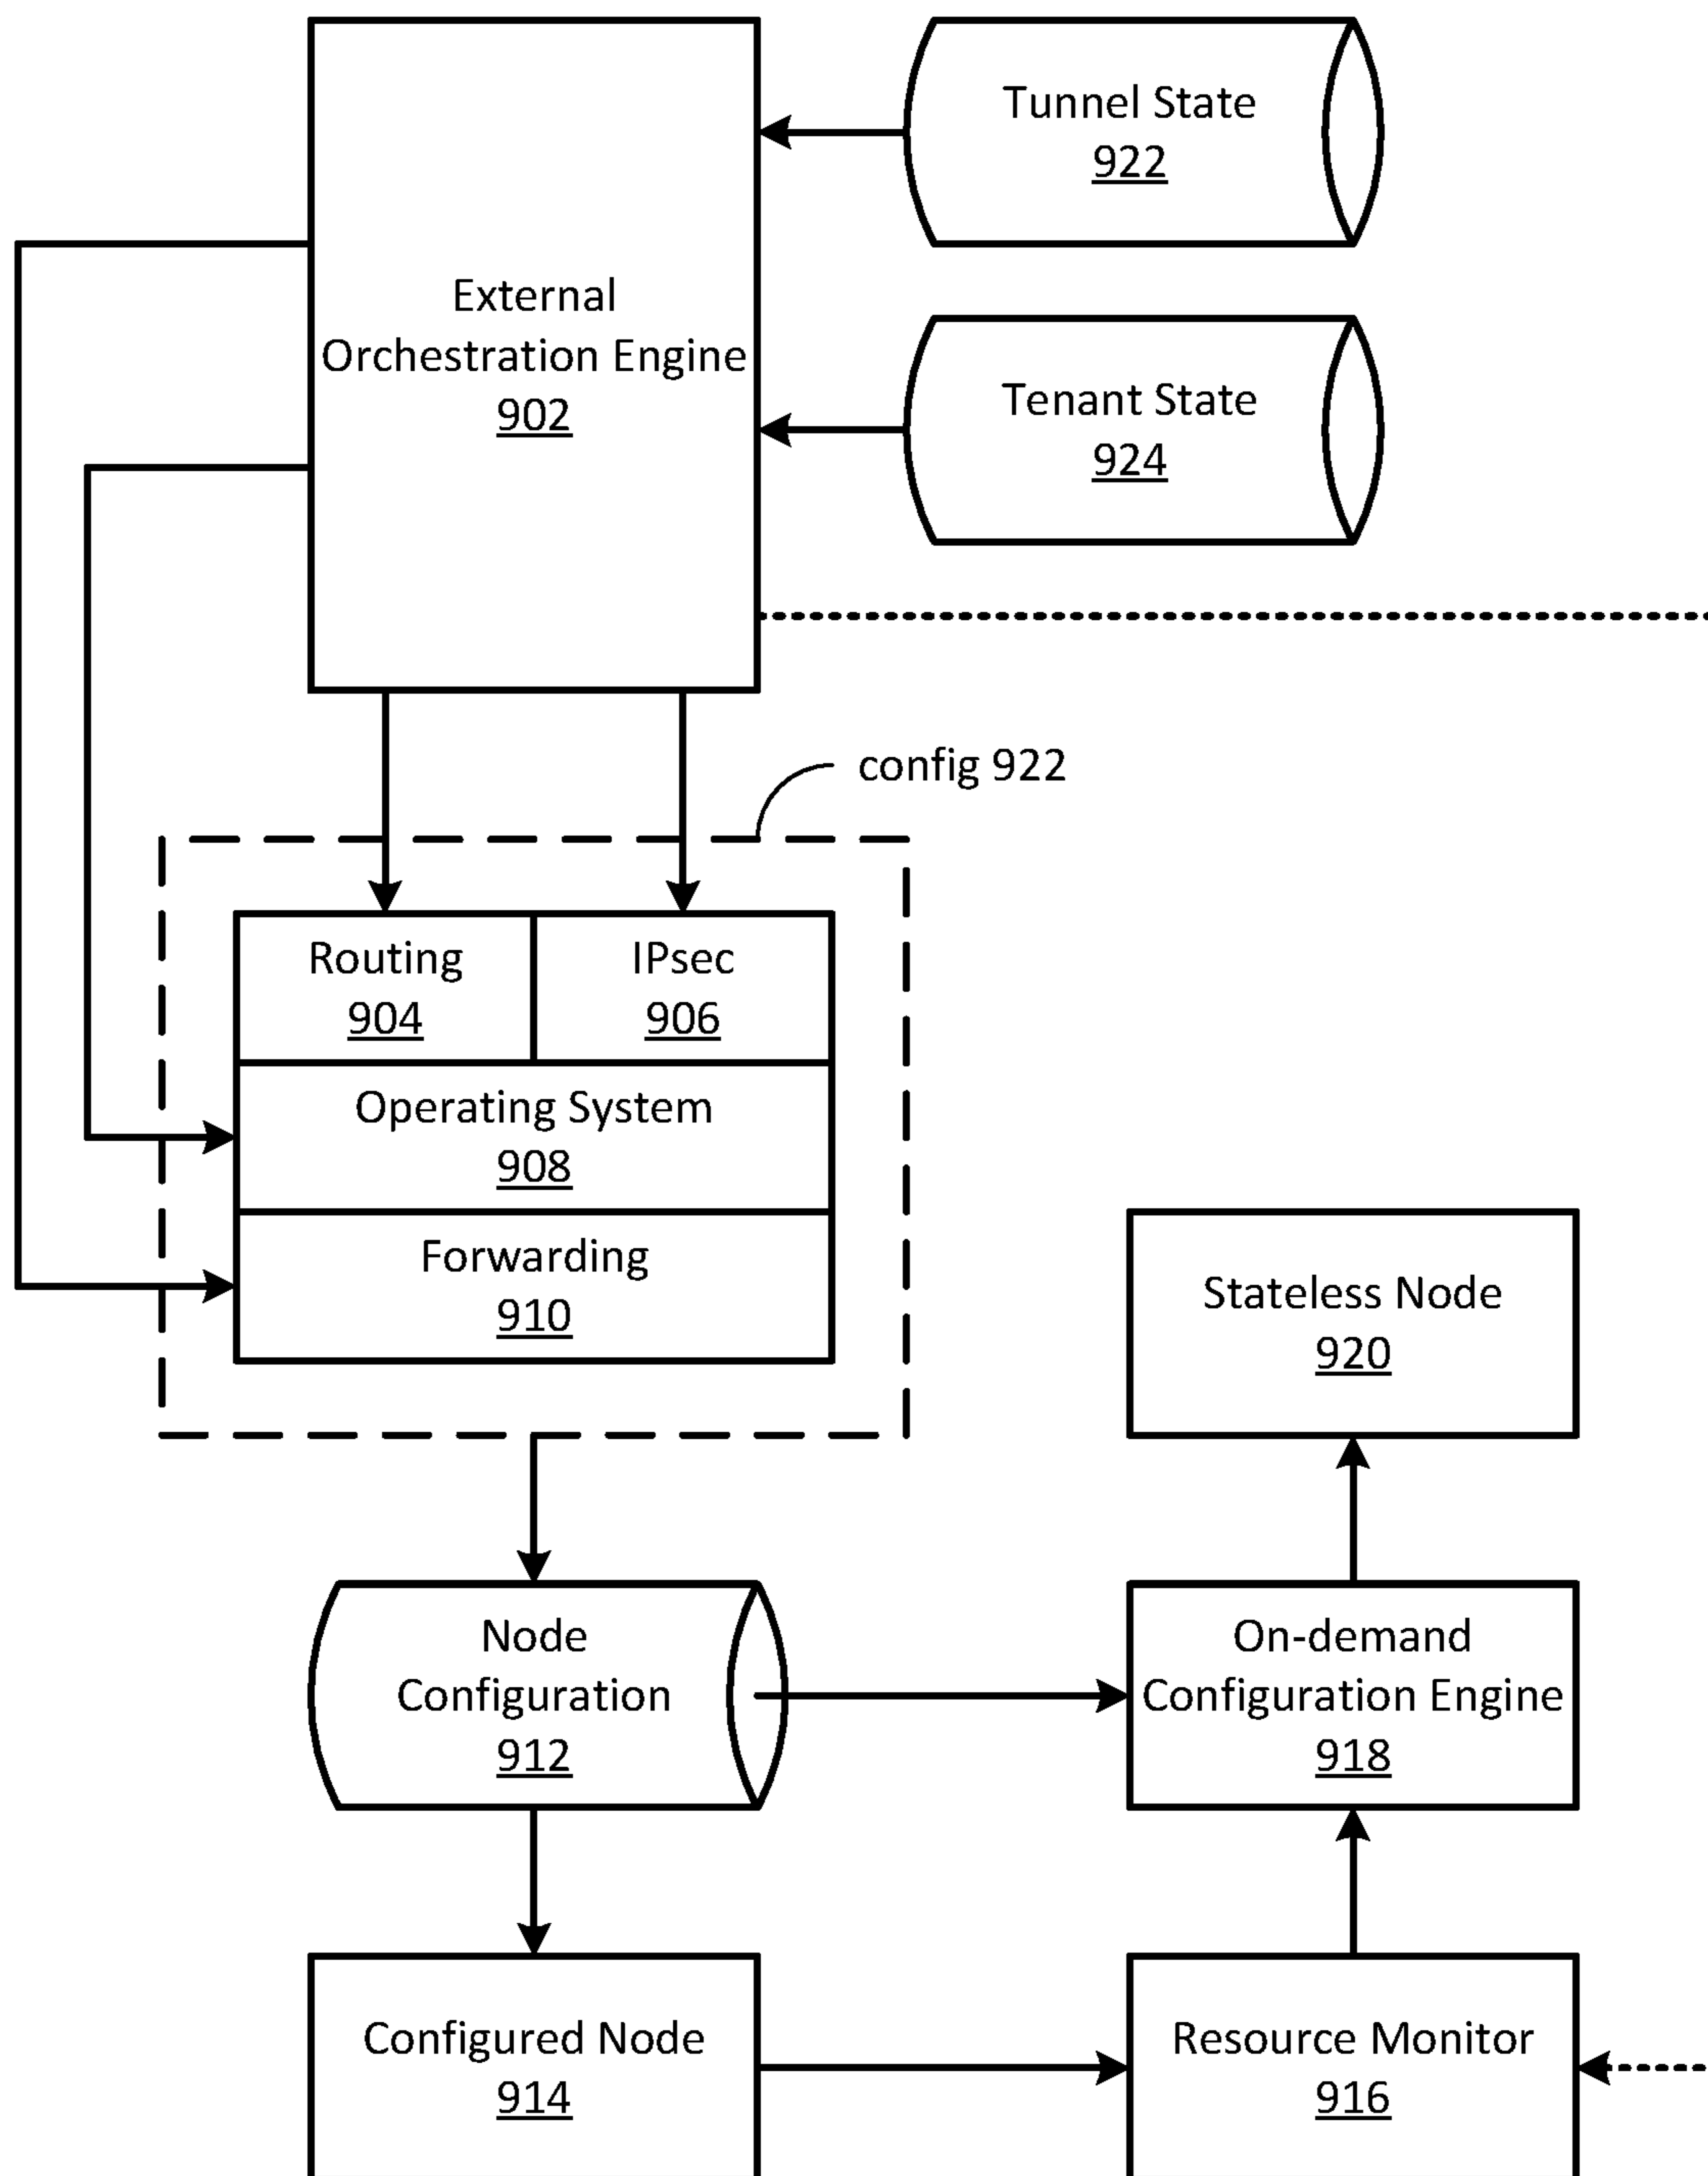 Tunnel State
922
External
Orchestration Engine
902
Tenant State
924
config 922
Routing
904
IPsec
906
Operating System
908
Forwarding
910
Stateless Node
920
Node
Configuration
912
On-demand
Configuration Engine
918
Configured Node
914
Resource Monitor
916